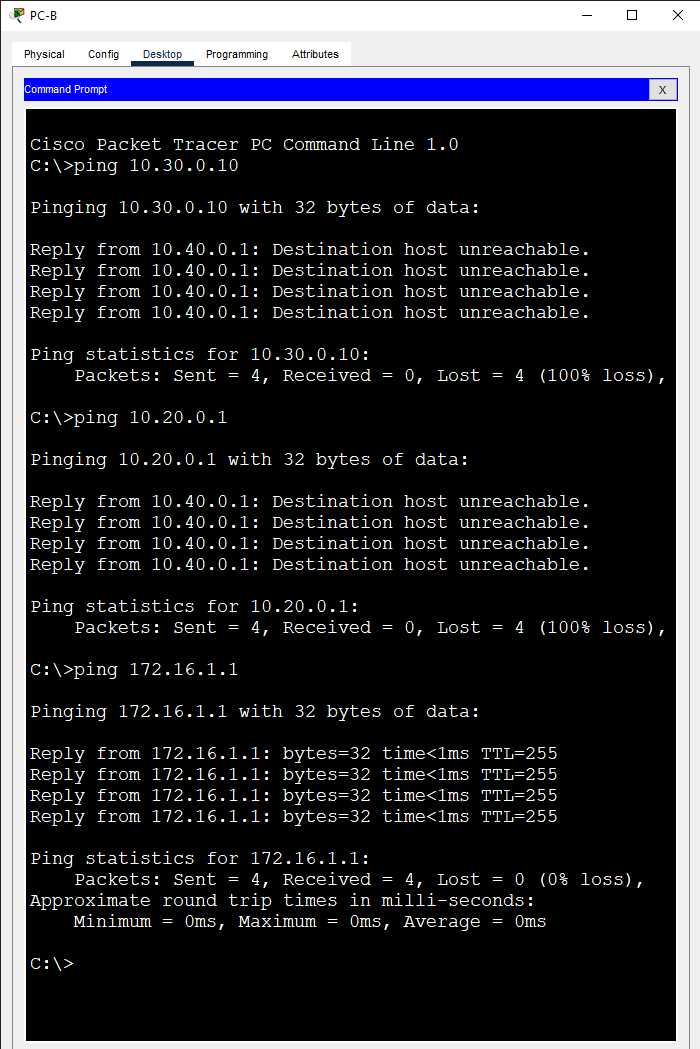 PC-B
Physical Config Desktop Programming Attributes
Command Prompt X
Cisco Packet Tracer PC Command Line 1.0
C:\>ping 10.30.0.10
Pinging 10.30.0.10 with 32 bytes of data:
Reply from 10.40.0.1: Destination host unreachable.
Reply from 10.40.0.1: Destination host unreachable.
Reply from 10.40.0.1: Destination host unreachable.
Reply from 10.40.0.1: Destination host unreachable.
Ping statistics for 10.30.0.10:
    Packets: Sent = 4, Received = 0, Lost = 4 (100% loss),
C:\>ping 10.20.0.1
Pinging 10.20.0.1 with 32 bytes of data:
Reply from 10.40.0.1: Destination host unreachable.
Reply from 10.40.0.1: Destination host unreachable.
Reply from 10.40.0.1: Destination host unreachable.
Reply from 10.40.0.1: Destination host unreachable.
Ping statistics for 10.20.0.1:
    Packets: Sent = 4, Received = 0, Lost = 4 (100% loss),
C:\>ping 172.16.1.1
Pinging 172.16.1.1 with 32 bytes of data:
Reply from 172.16.1.1: bytes=32 time<1ms TTL=255
Reply from 172.16.1.1: bytes=32 time<1ms TTL=255
Reply from 172.16.1.1: bytes=32 time<1ms TTL=255
Reply from 172.16.1.1: bytes=32 time<1ms TTL=255
Ping statistics for 172.16.1.1:
    Packets: Sent = 4, Received = 4, Lost = 0 (0% loss),
Approximate round trip times in milli-seconds:
    Minimum = 0ms, Maximum = 0ms, Average = 0ms
C:\>